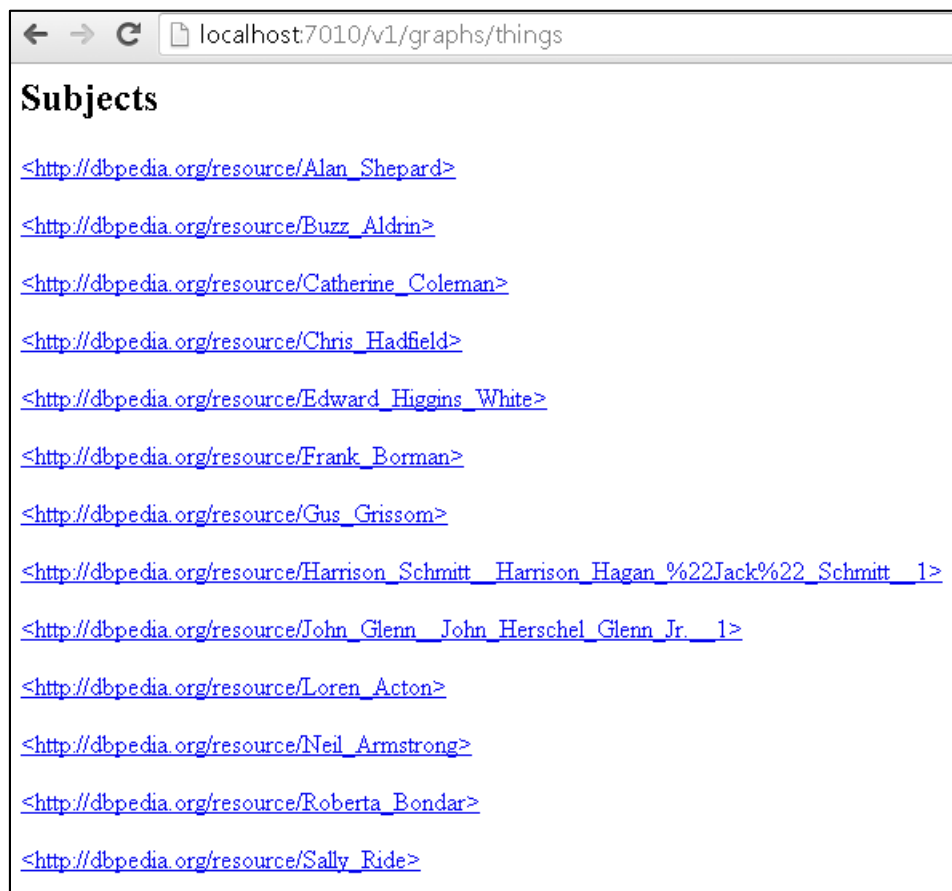 localhost:7010/v1/graphs/things
Subjects
<http://dbpedia.org/resource/Alan_Shepard>
<http://dbpedia.org/resource/Buzz_Aldrin>
<http://dbpedia.org/resource/Catherine_Coleman>
<http://dbpedia.org/resource/Chris_Hadfield>
<http://dbpedia.org/resource/Edward_Higgins_White>
<http://dbpedia.org/resource/Frank_Borman>
<http://dbpedia.org/resource/Gus_Grissom>
<http://dbpedia.org/resource/Harrison_Schmitt__Harrison_Hagan_%22Jack%22_Schmitt__1>
<http://dbpedia.org/resource/John_Glenn__John_Herschel_Glenn_Jr.__1>
<http://dbpedia.org/resource/Loren_Acton>
<http://dbpedia.org/resource/Neil_Armstrong>
<http://dbpedia.org/resource/Roberta_Bondar>
<http://dbpedia.org/resource/Sally_Ride>